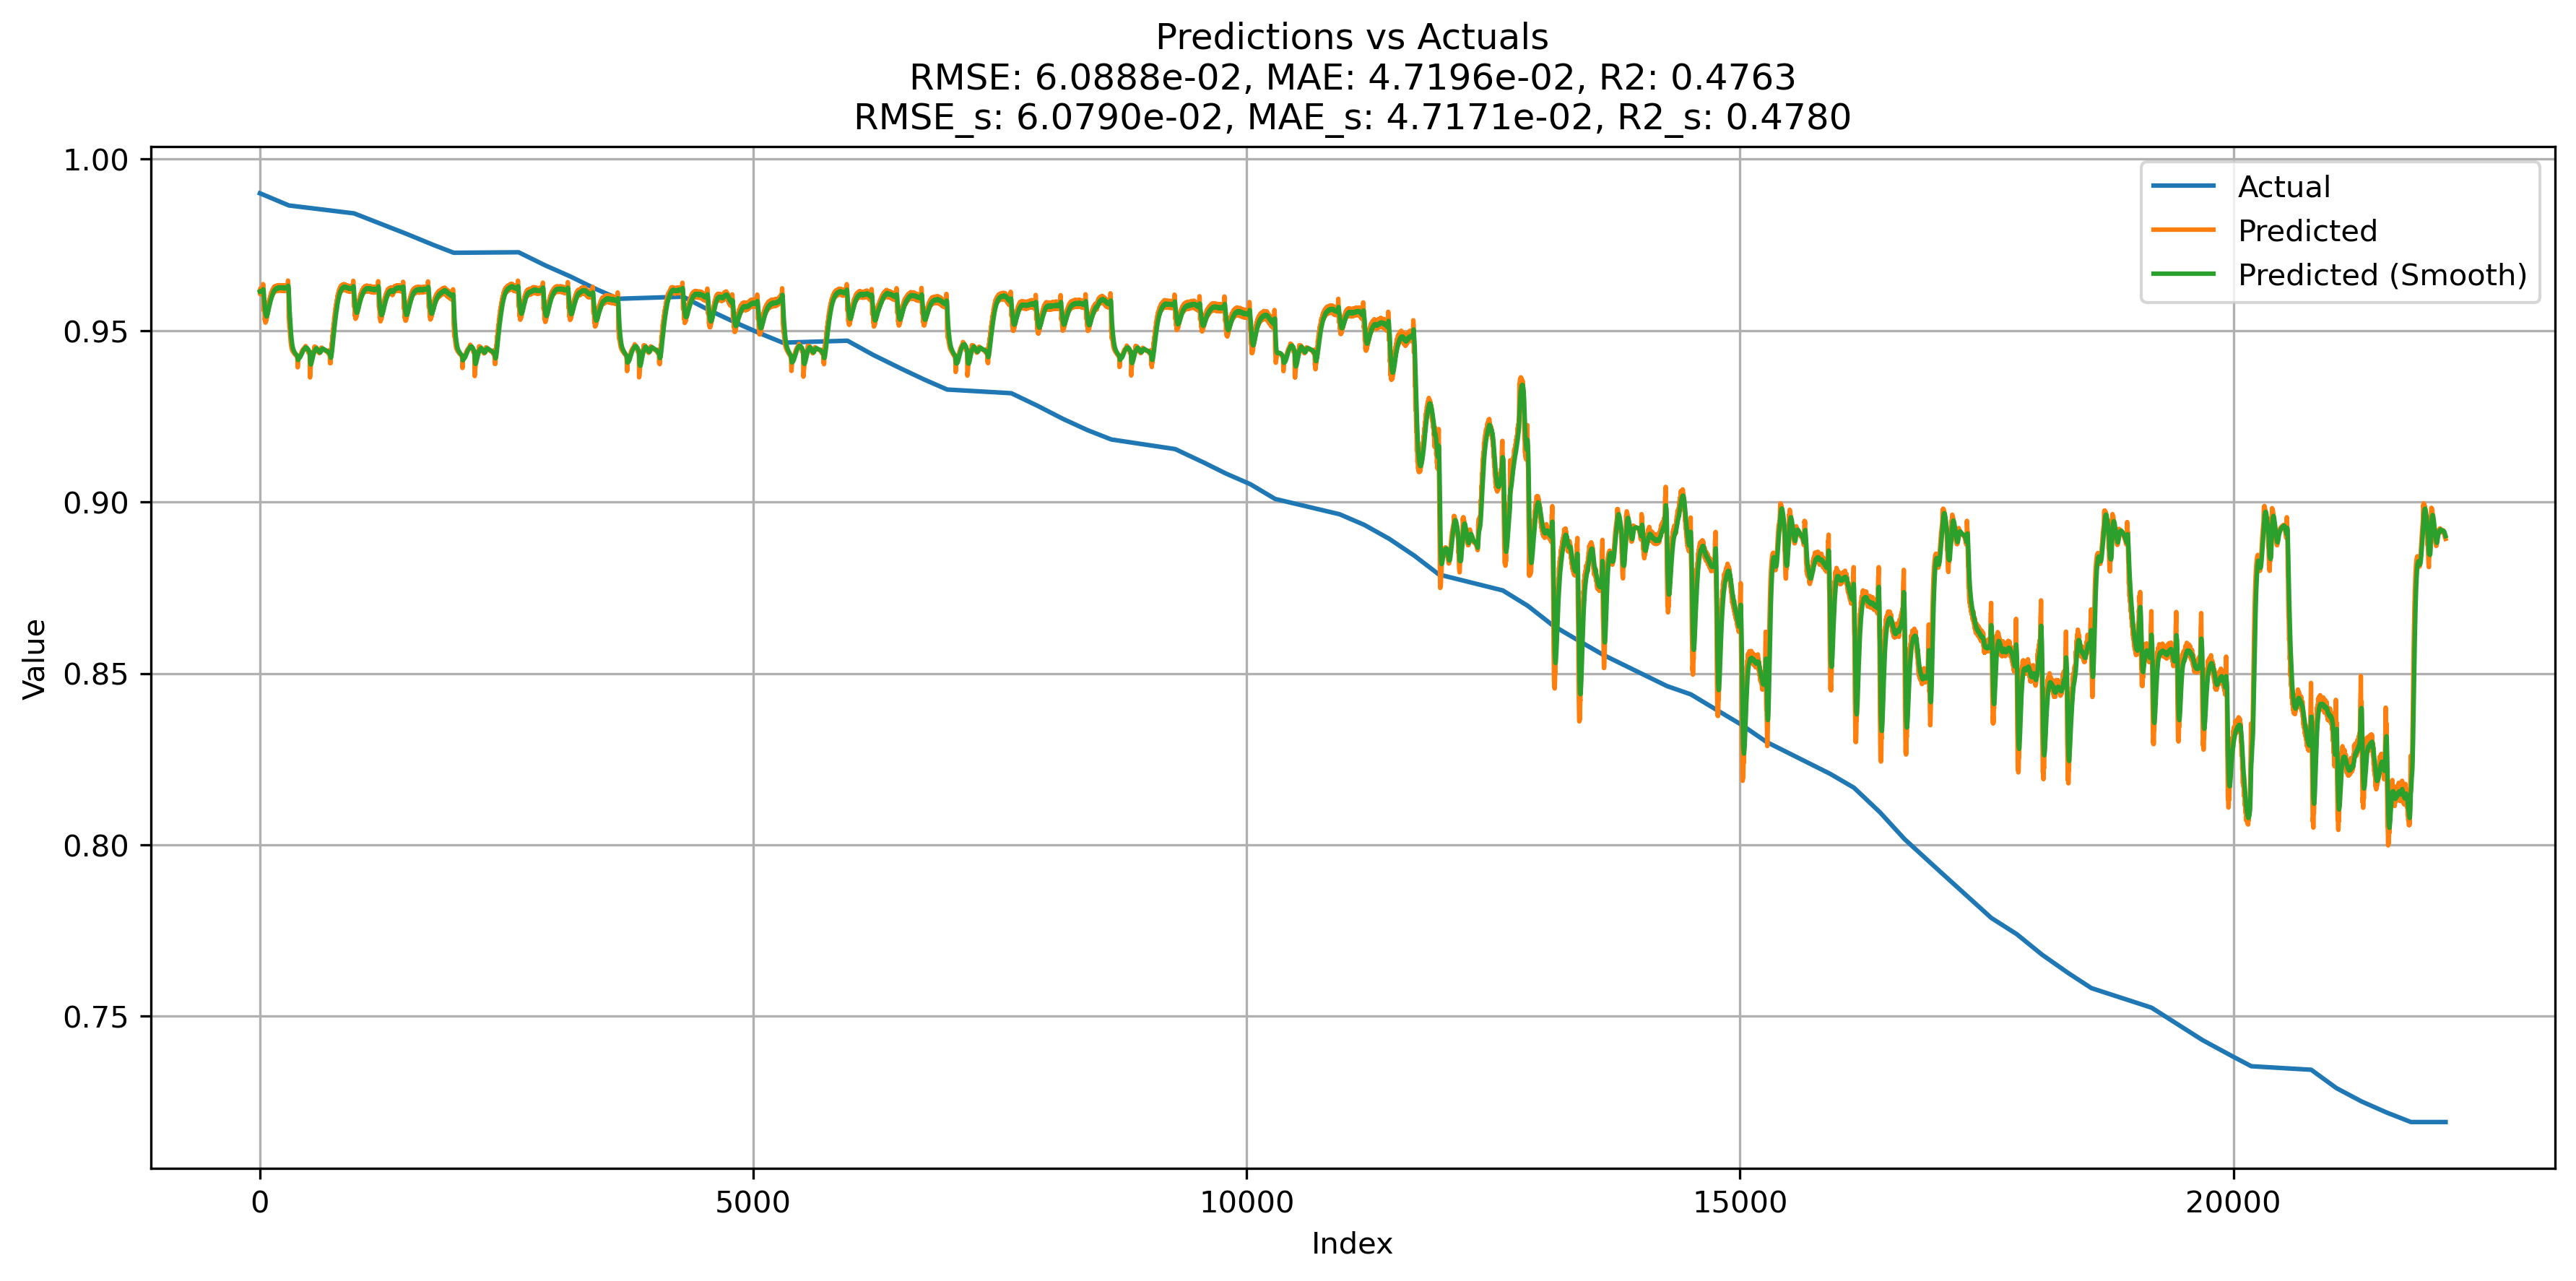 Predictions vs Actuals
RMSE: 6.0888e-02, MAE: 4.7196e-02, R2: 0.4763
RMSE_s: 6.0790e-02, MAE_s: 4.7171e-02, R2_s: 0.4780
Actual
Predicted
Predicted (Smooth)
1.00
0.95
0.90
0.85
0.80
0.75
Value
0
5000
10000
15000
20000
Index